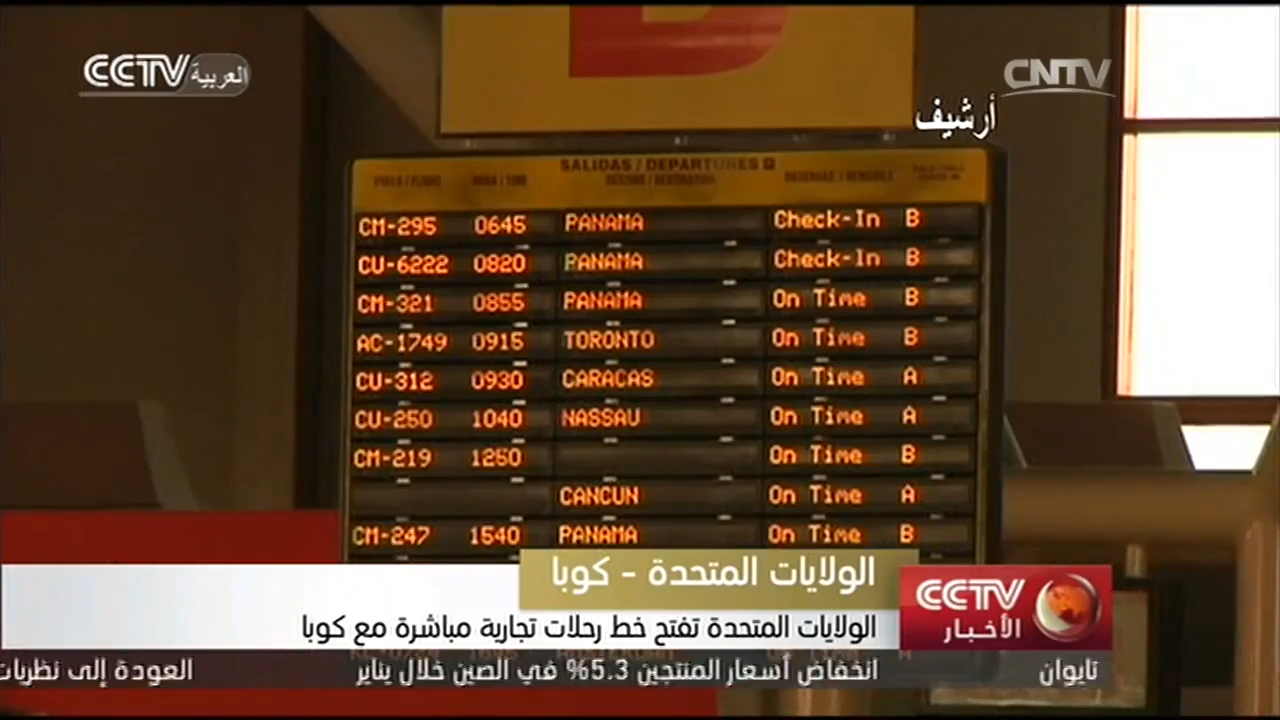 CCTV العربية
CNTV
أرشيف
SALIDAS / DEPARTURES
CM-295 0645 PANAMA Check-In B
CU-6222 0820 PANAMA Check-In B
CM-321 0855 PANAMA On Time B
AC-1749 0915 TORONTO On Time B
CU-312 0930 CARACAS On Time A
CU-250 1040 NASSAU On Time A
CM-219 1250 On Time B
CANCUN On Time A
CM-247 1540 PANAMA On Time B
الولايات المتحدة - كوبا
الولايات المتحدة تفتح خط رحلات تجارية مباشرة مع كوبا
CCTV
الأخبار
تايوان
انخفاض أسعار المنتجين 5.3% في الصين خلال يناير
العودة إلى نظريات